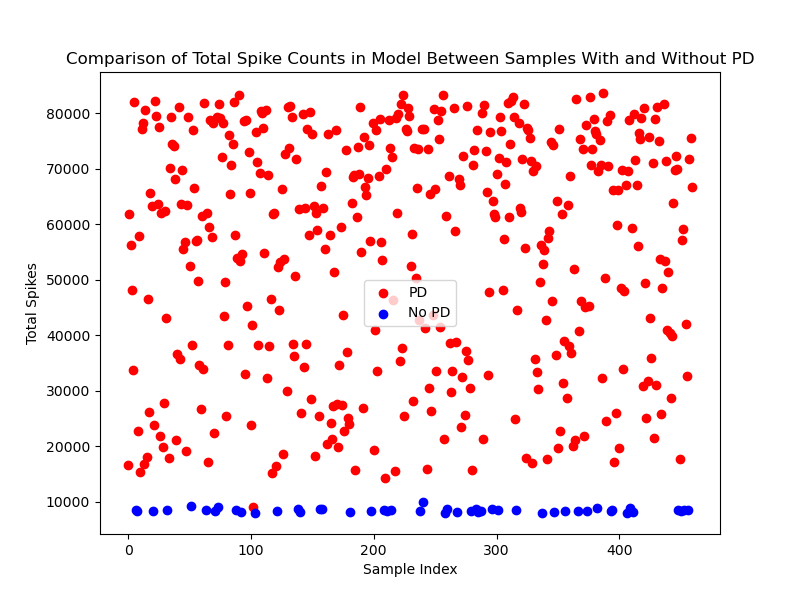 Comparison of Total Spike Counts in Model Between Samples With and Without PD
80000
70000
60000
50000
40000
30000
20000
10000
Total Spikes
PD
No PD
0
100
200
300
400
Sample Index